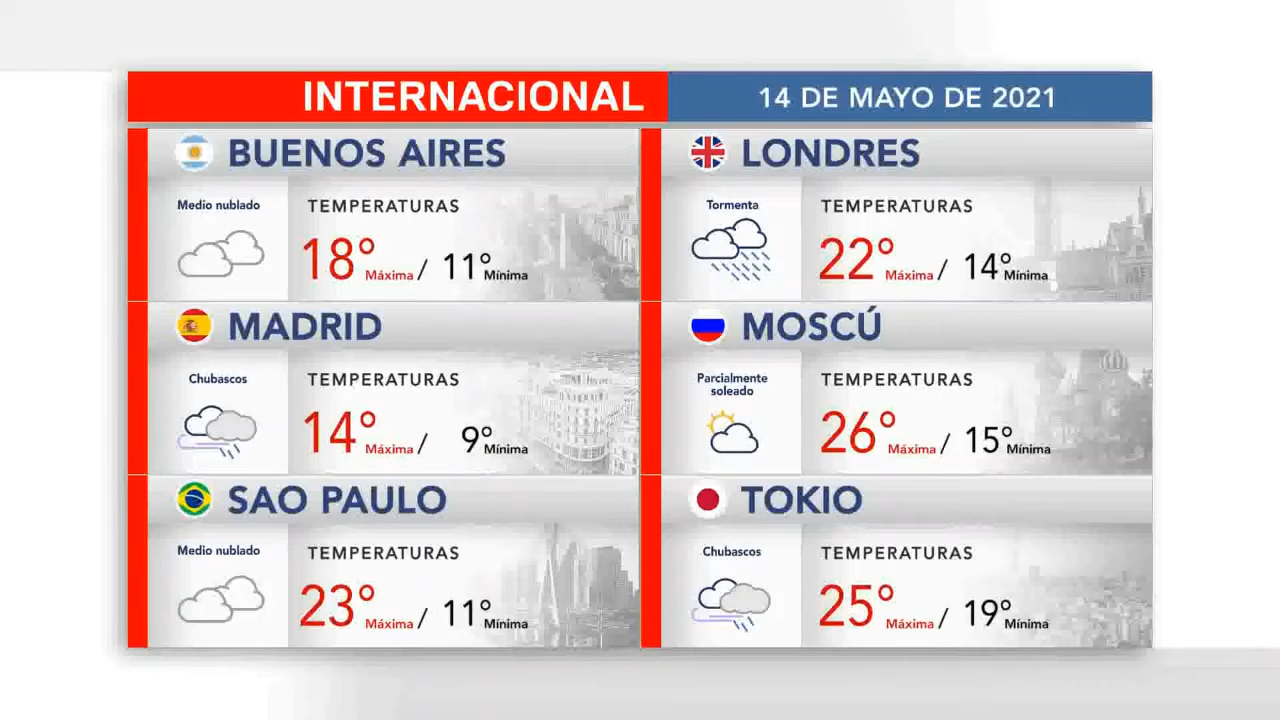 INTERNACIONAL
14 DE MAYO DE 2021
BUENOS AIRES
Medio nublado
TEMPERATURAS
18° Máxima / 11° Mínima
LONDRES
Tormenta
TEMPERATURAS
22° Máxima / 14° Mínima
MADRID
Chubascos
TEMPERATURAS
14° Máxima / 9° Mínima
MOSCÚ
Parcialmente
soleado
TEMPERATURAS
26° Máxima / 15° Mínima
SAO PAULO
Medio nublado
TEMPERATURAS
23° Máxima / 11° Mínima
TOKIO
Chubascos
TEMPERATURAS
25° Máxima / 19° Mínima